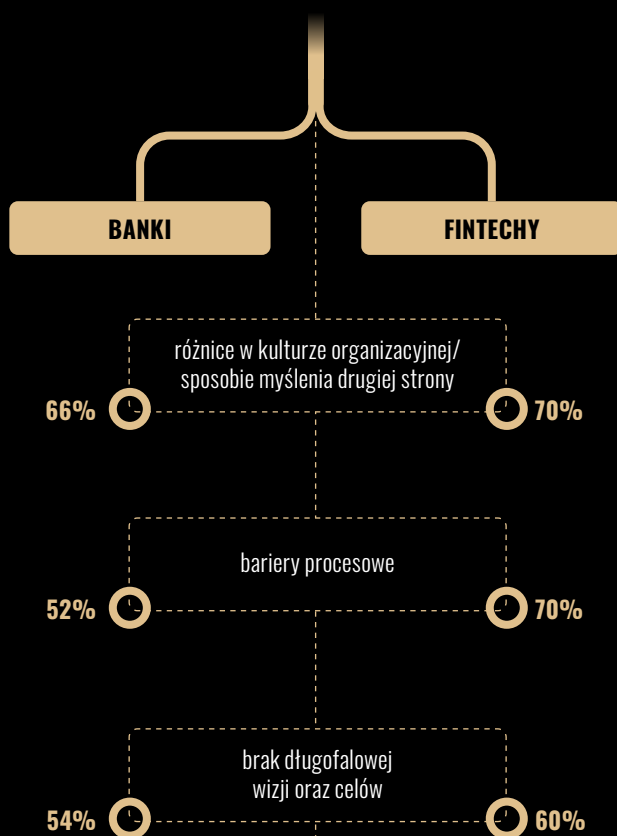 BANKI
FINTECHY
różnice w kulturze organizacyjnej/
sposobie myślenia drugiej strony
66%
70%
bariery procesowe
52%
70%
brak długofalowej
wizji oraz celów
54%
60%